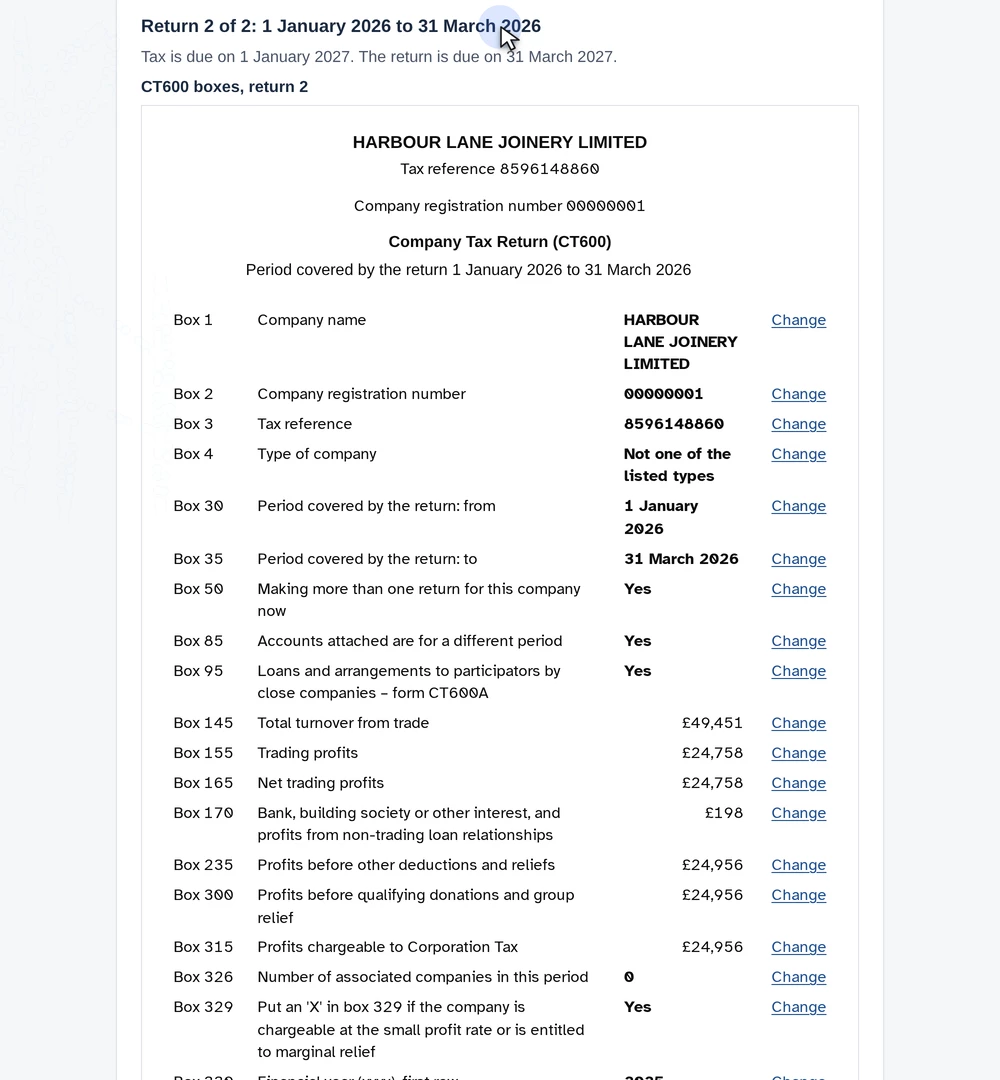 Return 2 of 2: 1 January 2026 to 31 March 2026
Tax is due on 1 January 2027. The return is due on 31 March 2027.
CT600 boxes, return 2
HARBOUR LANE JOINERY LIMITED
Tax reference 8596148860
Company registration number 00000001
Company Tax Return (CT600)
Period covered by the return 1 January 2026 to 31 March 2026
Box 1 Company name HARBOUR LANE JOINERY LIMITED Change
Box 2 Company registration number 00000001 Change
Box 3 Tax reference 8596148860 Change
Box 4 Type of company Not one of the listed types Change
Box 30 Period covered by the return: from 1 January 2026 Change
Box 35 Period covered by the return: to 31 March 2026 Change
Box 50 Making more than one return for this company now Yes Change
Box 85 Accounts attached are for a different period Yes Change
Box 95 Loans and arrangements to participators by close companies – form CT600A Yes Change
Box 145 Total turnover from trade £49,451 Change
Box 155 Trading profits £24,758 Change
Box 165 Net trading profits £24,758 Change
Box 170 Bank, building society or other interest, and profits from non-trading loan relationships £198 Change
Box 235 Profits before other deductions and reliefs £24,956 Change
Box 300 Profits before qualifying donations and group relief £24,956 Change
Box 315 Profits chargeable to Corporation Tax £24,956 Change
Box 326 Number of associated companies in this period 0 Change
Box 329 Put an 'X' in box 329 if the company is chargeable at the small profit rate or is entitled to marginal relief Yes Change